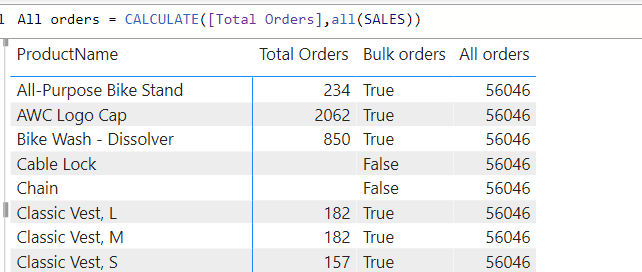 1 All orders = CALCULATE([Total Orders],all(SALES))
ProductName Total Orders Bulk orders All orders
All-Purpose Bike Stand 234 True 56046
AWC Logo Cap 2062 True 56046
Bike Wash - Dissolver 850 True 56046
Cable Lock False 56046
Chain False 56046
Classic Vest, L 182 True 56046
Classic Vest, M 182 True 56046
Classic Vest, S 157 True 56046